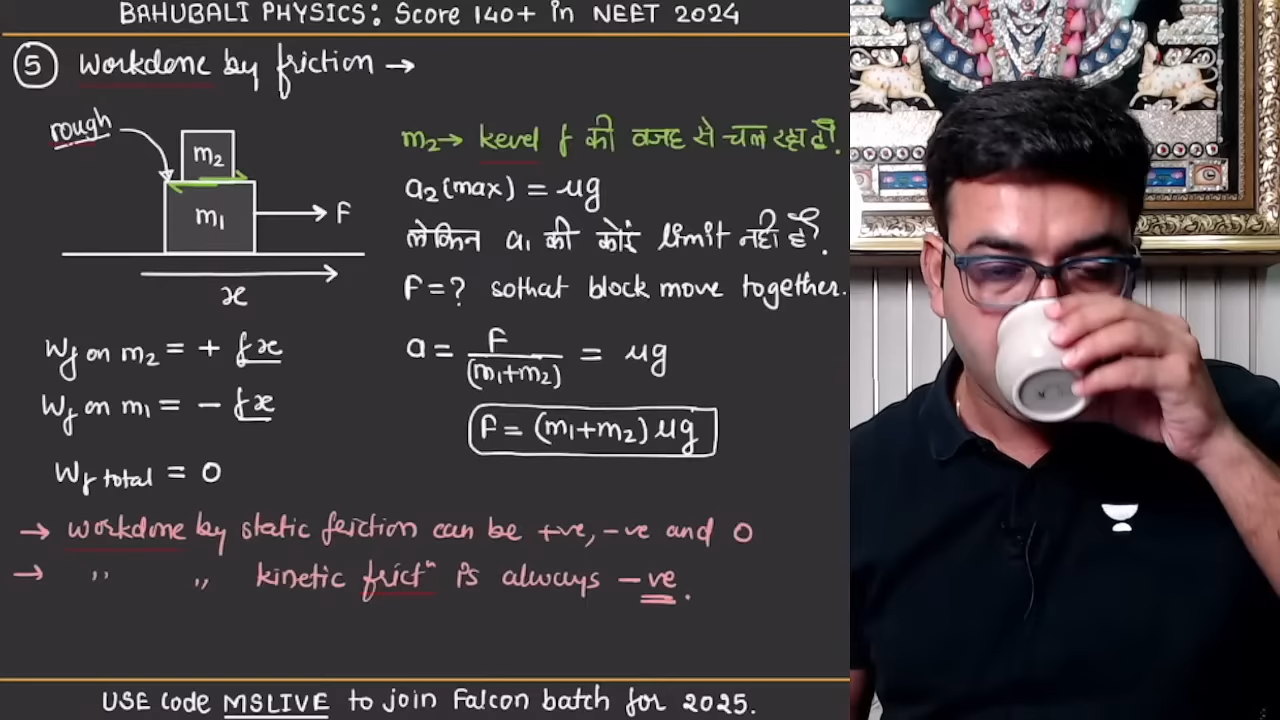 BAHUBALI PHYSICS: Score 140+ in NEET 2024
⑤ Workdone by friction →
rough
m₂
m₁
F
x
m₂ → keval f की वजह से चल रहा है.
a₂(max) = μg
लेकिन a₁ की कोई limit नहीं है.
F = ? sothat block move together.
a = F/(m₁+m₂) = μg
F = (m₁+m₂) μg
Wf on m₂ = + fx
Wf on m₁ = − fx
Wf total = 0
→ workdone by static friction can be +ve, −ve and 0
→ ,, ,, kinetic frictⁿ is always −ve.
USE Code MSLIVE to join Falcon batch for 2025.